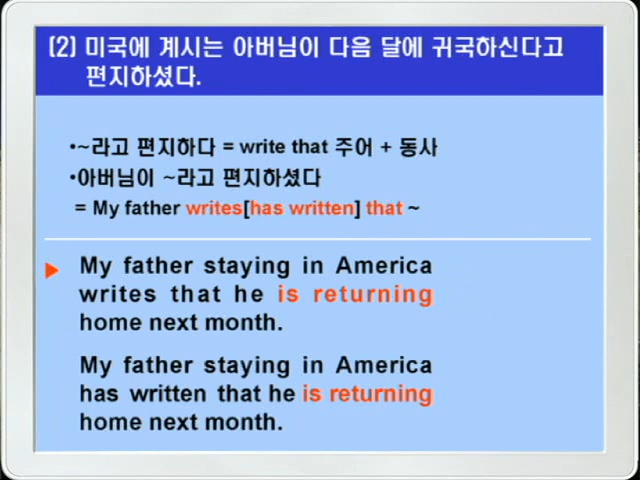 (2) 미국에 계시는 아버님이 다음 달에 귀국하신다고
편지하셨다.
•~라고 편지하다 = write that 주어 + 동사
•아버님이 ~라고 편지하셨다
= My father writes[has written] that ~
My father staying in America
writes that he is returning
home next month.
My father staying in America
has written that he is returning
home next month.